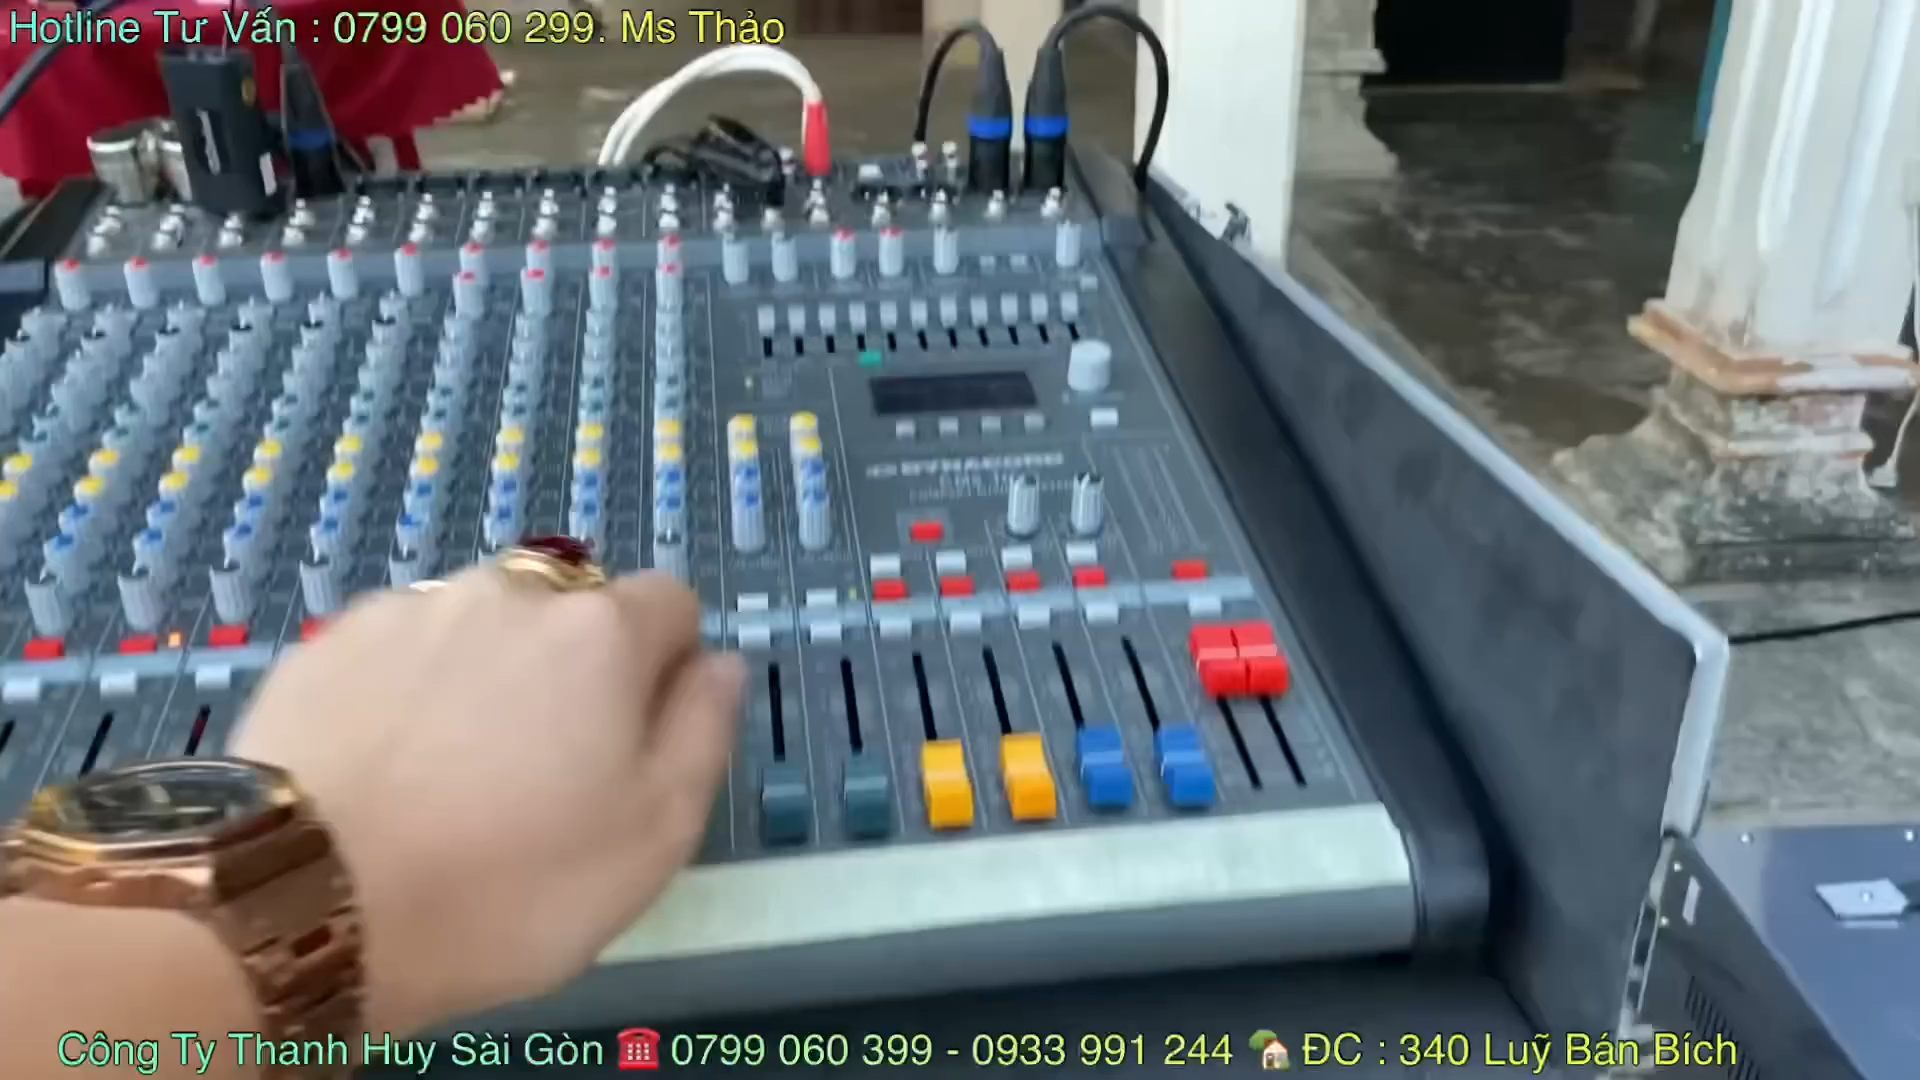 Hotline Tư Vấn : 0799 060 299. Ms Thảo
DYNACORD
Công Ty Thanh Huy Sài Gòn ☎️ 0799 060 399 - 0933 991 244 🏡 ĐC : 340 Luỹ Bán Bích